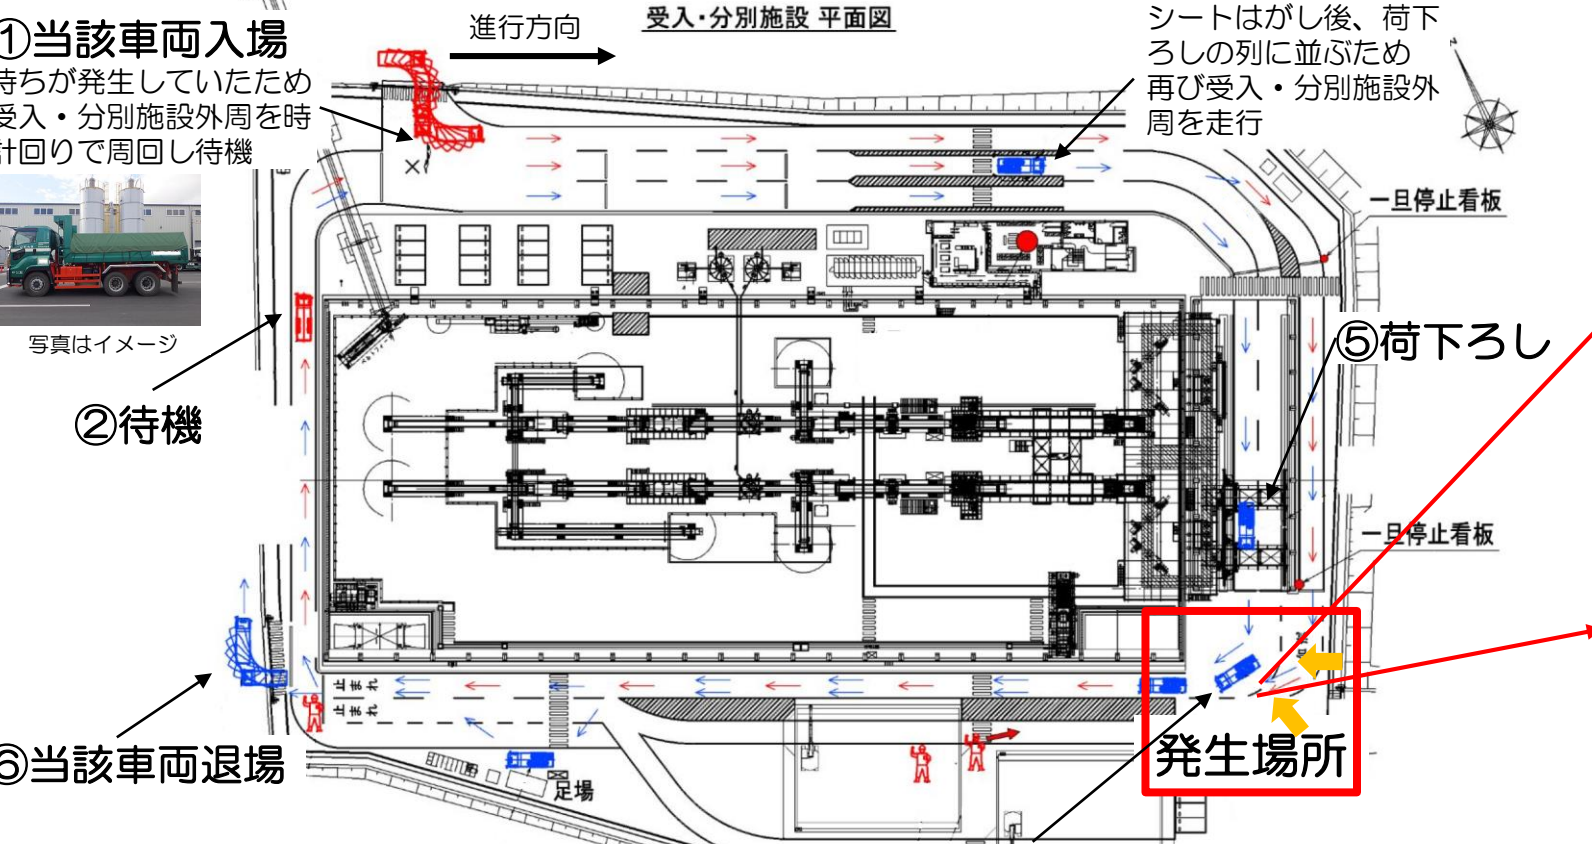 受入・分別施設 平面図
進行方向
①当該車両入場
待ちが発生していたため
受入・分別施設外周を時
計回りで周回し待機
写真はイメージ
②待機
シートはがし後、荷下
ろしの列に並ぶため
再び受入・分別施設外
周を走行
一旦停止看板
⑤荷下ろし
一旦停止看板
止まれ
止まれ
⑥当該車両退場
足場
発生場所